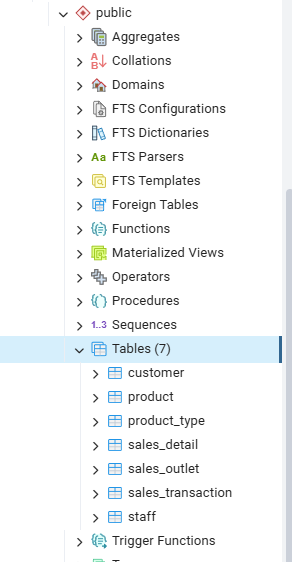 public
Aggregates
Collations
Domains
FTS Configurations
FTS Dictionaries
Aa FTS Parsers
FTS Templates
Foreign Tables
Functions
Materialized Views
Operators
Procedures
1..3 Sequences
Tables (7)
customer
product
product_type
sales_detail
sales_outlet
sales_transaction
staff
Trigger Functions